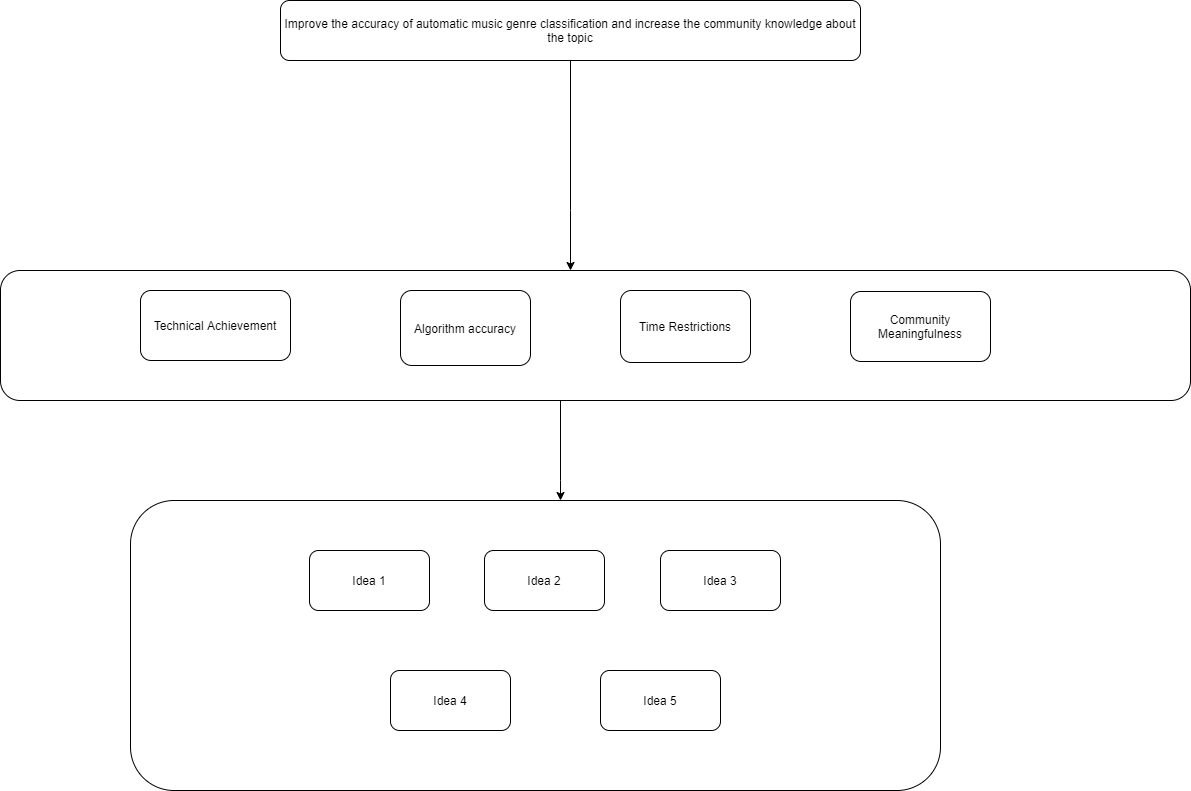 Improve the accuracy of automatic music genre classification and increase the community knowledge about
the topic
Technical Achievement
Algorithm accuracy
Time Restrictions
Community
Meaningfulness
Idea 1
Idea 2
Idea 3
Idea 4
Idea 5